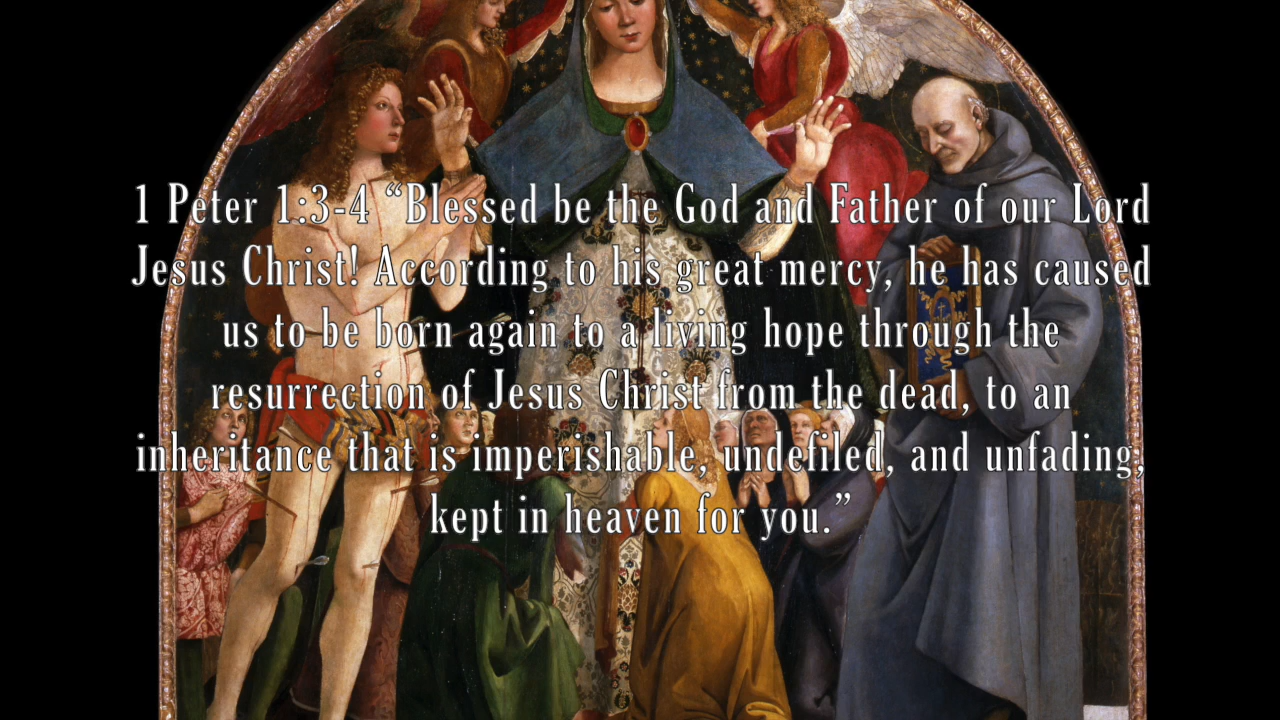 1 Peter 1:3-4 “Blessed be the God and Father of our Lord
Jesus Christ! According to his great mercy, he has caused
us to be born again to a living hope through the
resurrection of Jesus Christ from the dead, to an
inheritance that is imperishable, undefiled, and unfading,
kept in heaven for you.”